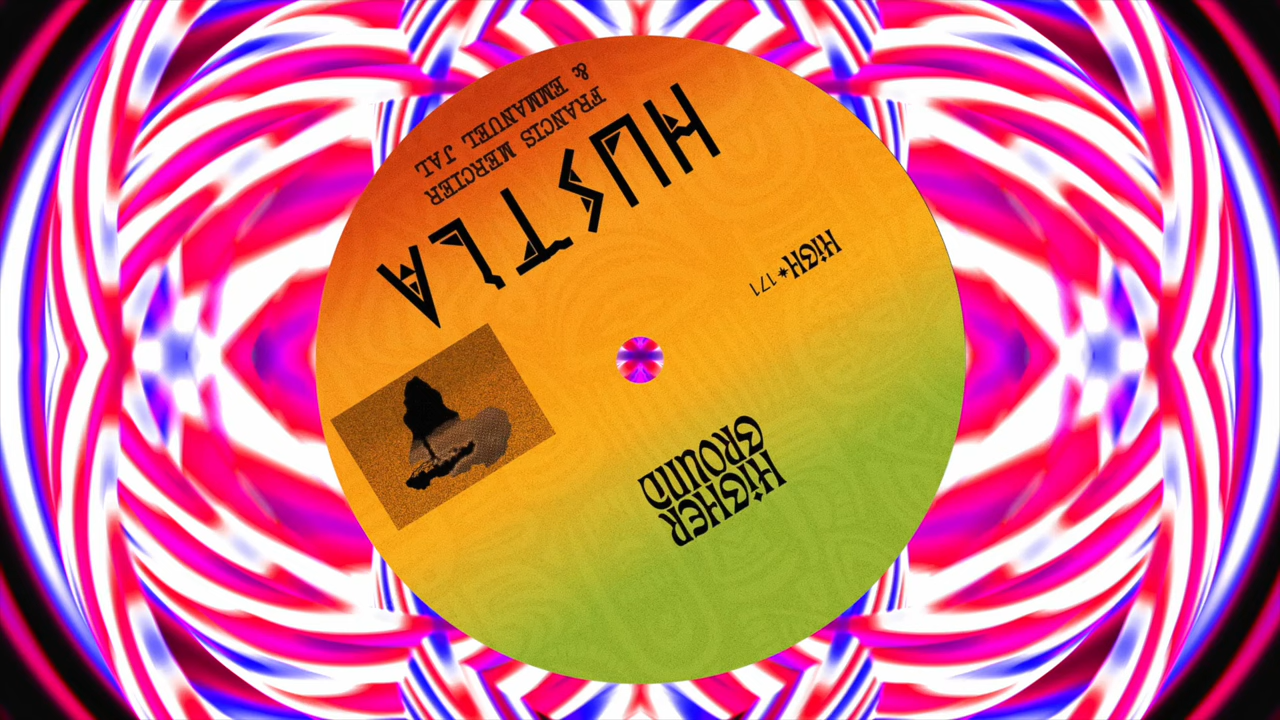 HiGHER
GROUND
HiGH*171
HUSTLA
FRANCIS MERCIER
& EMMANUEL JAL